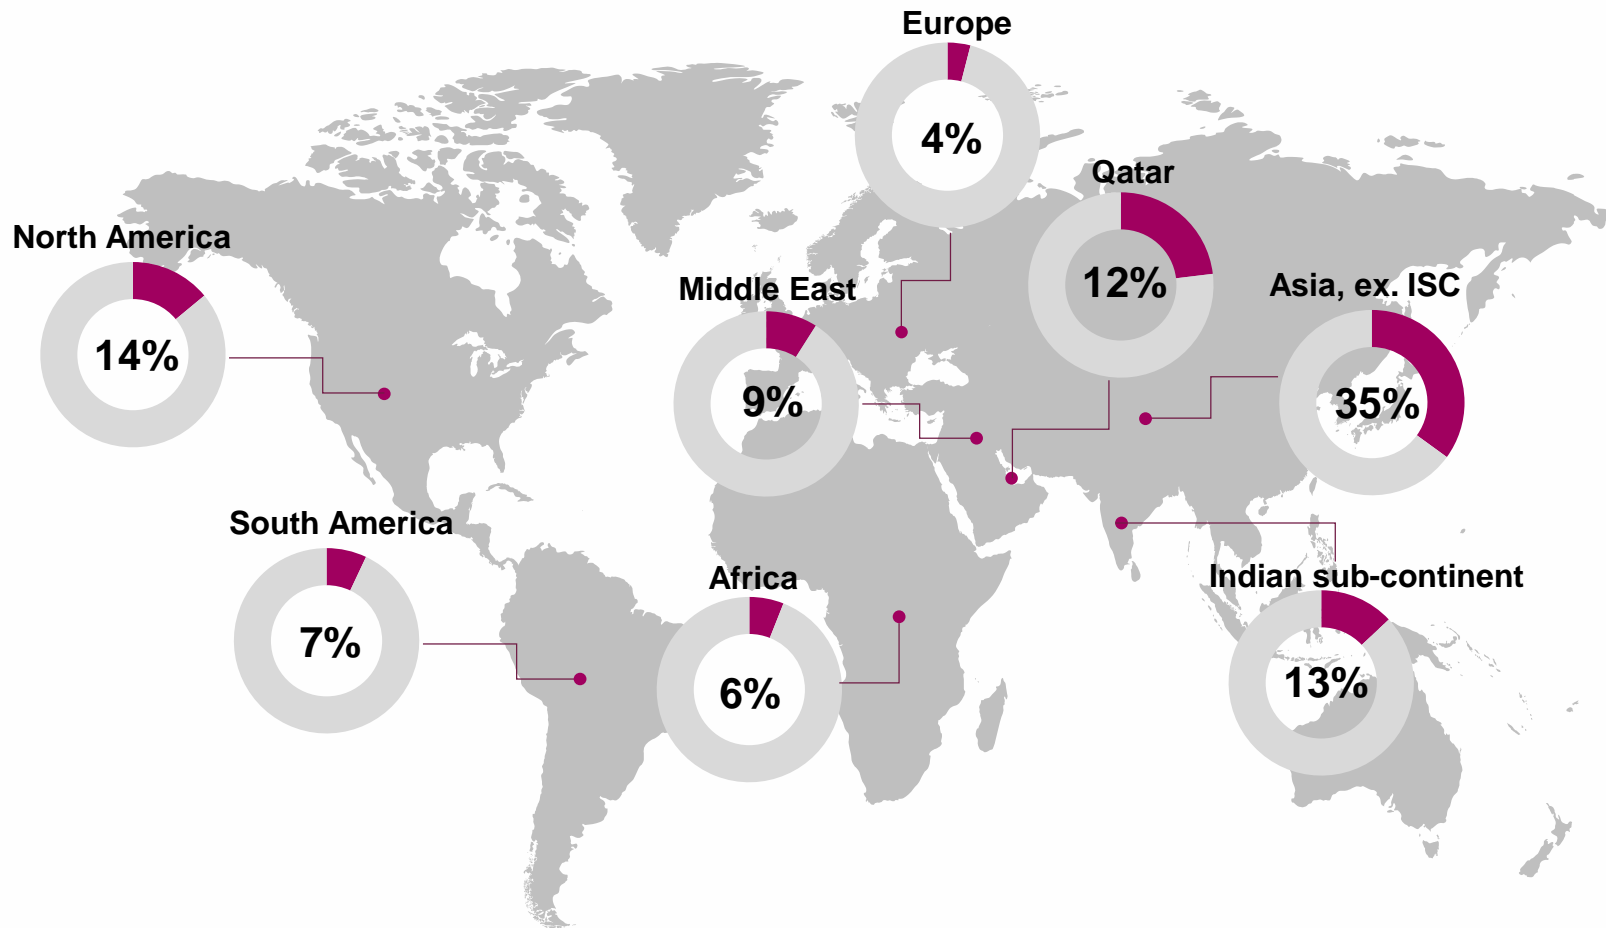 Europe
4%
Qatar
12%
North America
14%
Middle East
9%
Asia, ex. ISC
35%
South America
7%
Africa
6%
Indian sub-continent
13%